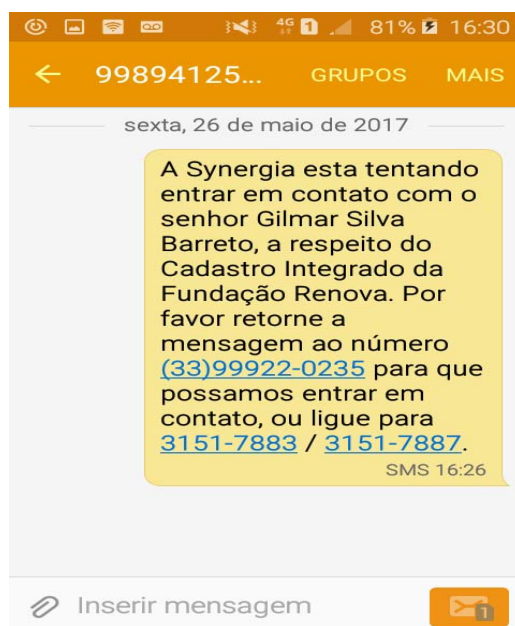 81% 16:30
99894125... GRUPOS MAIS
sexta, 26 de maio de 2017
A Synergia esta tentando
entrar em contato com o
senhor Gilmar Silva
Barreto, a respeito do
Cadastro Integrado da
Fundação Renova. Por
favor retorne a
mensagem ao número
(33)99922-0235 para que
possamos entrar em
contato, ou ligue para
3151-7883 / 3151-7887.
SMS 16:26
Inserir mensagem
1